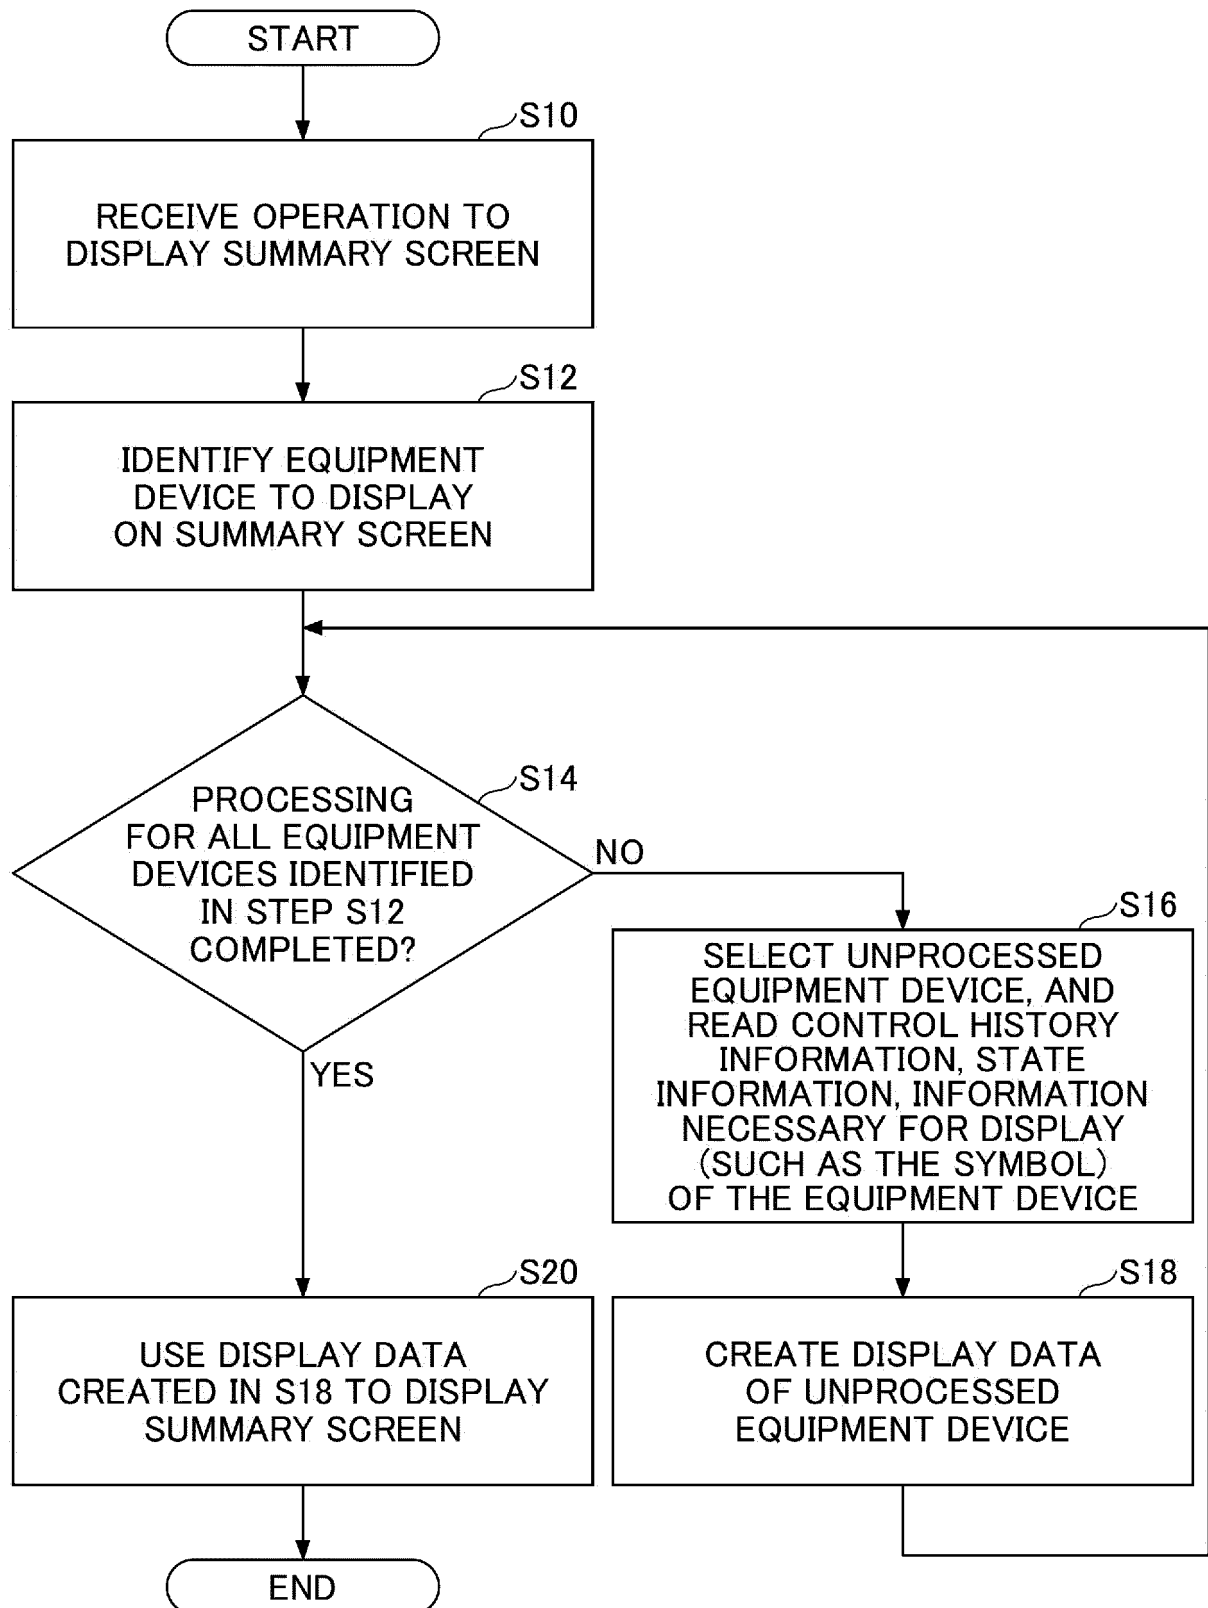 START
S10
RECEIVE OPERATION TO
DISPLAY SUMMARY SCREEN
S12
IDENTIFY EQUIPMENT
DEVICE TO DISPLAY
ON SUMMARY SCREEN
S14
PROCESSING
FOR ALL EQUIPMENT
DEVICES IDENTIFIED
IN STEP S12
COMPLETED?
NO
YES
S16
SELECT UNPROCESSED
EQUIPMENT DEVICE, AND
READ CONTROL HISTORY
INFORMATION, STATE
INFORMATION, INFORMATION
NECESSARY FOR DISPLAY
(SUCH AS THE SYMBOL)
OF THE EQUIPMENT DEVICE
S18
CREATE DISPLAY DATA
OF UNPROCESSED
EQUIPMENT DEVICE
S20
USE DISPLAY DATA
CREATED IN S18 TO DISPLAY
SUMMARY SCREEN
END